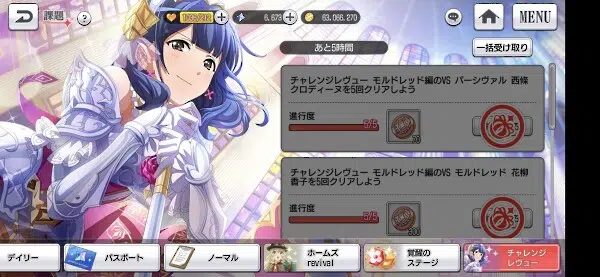 課題
?
6,673
63,066,270
MENU
あと5時間
一括受け取り
チャレンジレヴュー モルドレッド編のVS パーシヴァル 西條
クロディーヌを5回クリアしよう
進行度
5/5
チャレンジレヴュー モルドレッド編のVS モルドレッド 花柳
香子を5回クリアしよう
進行度
5/5
デイリー
パスポート
ノーマル
ホームズ
revival
覚醒の
ステージ
チャレンジ
レヴュー